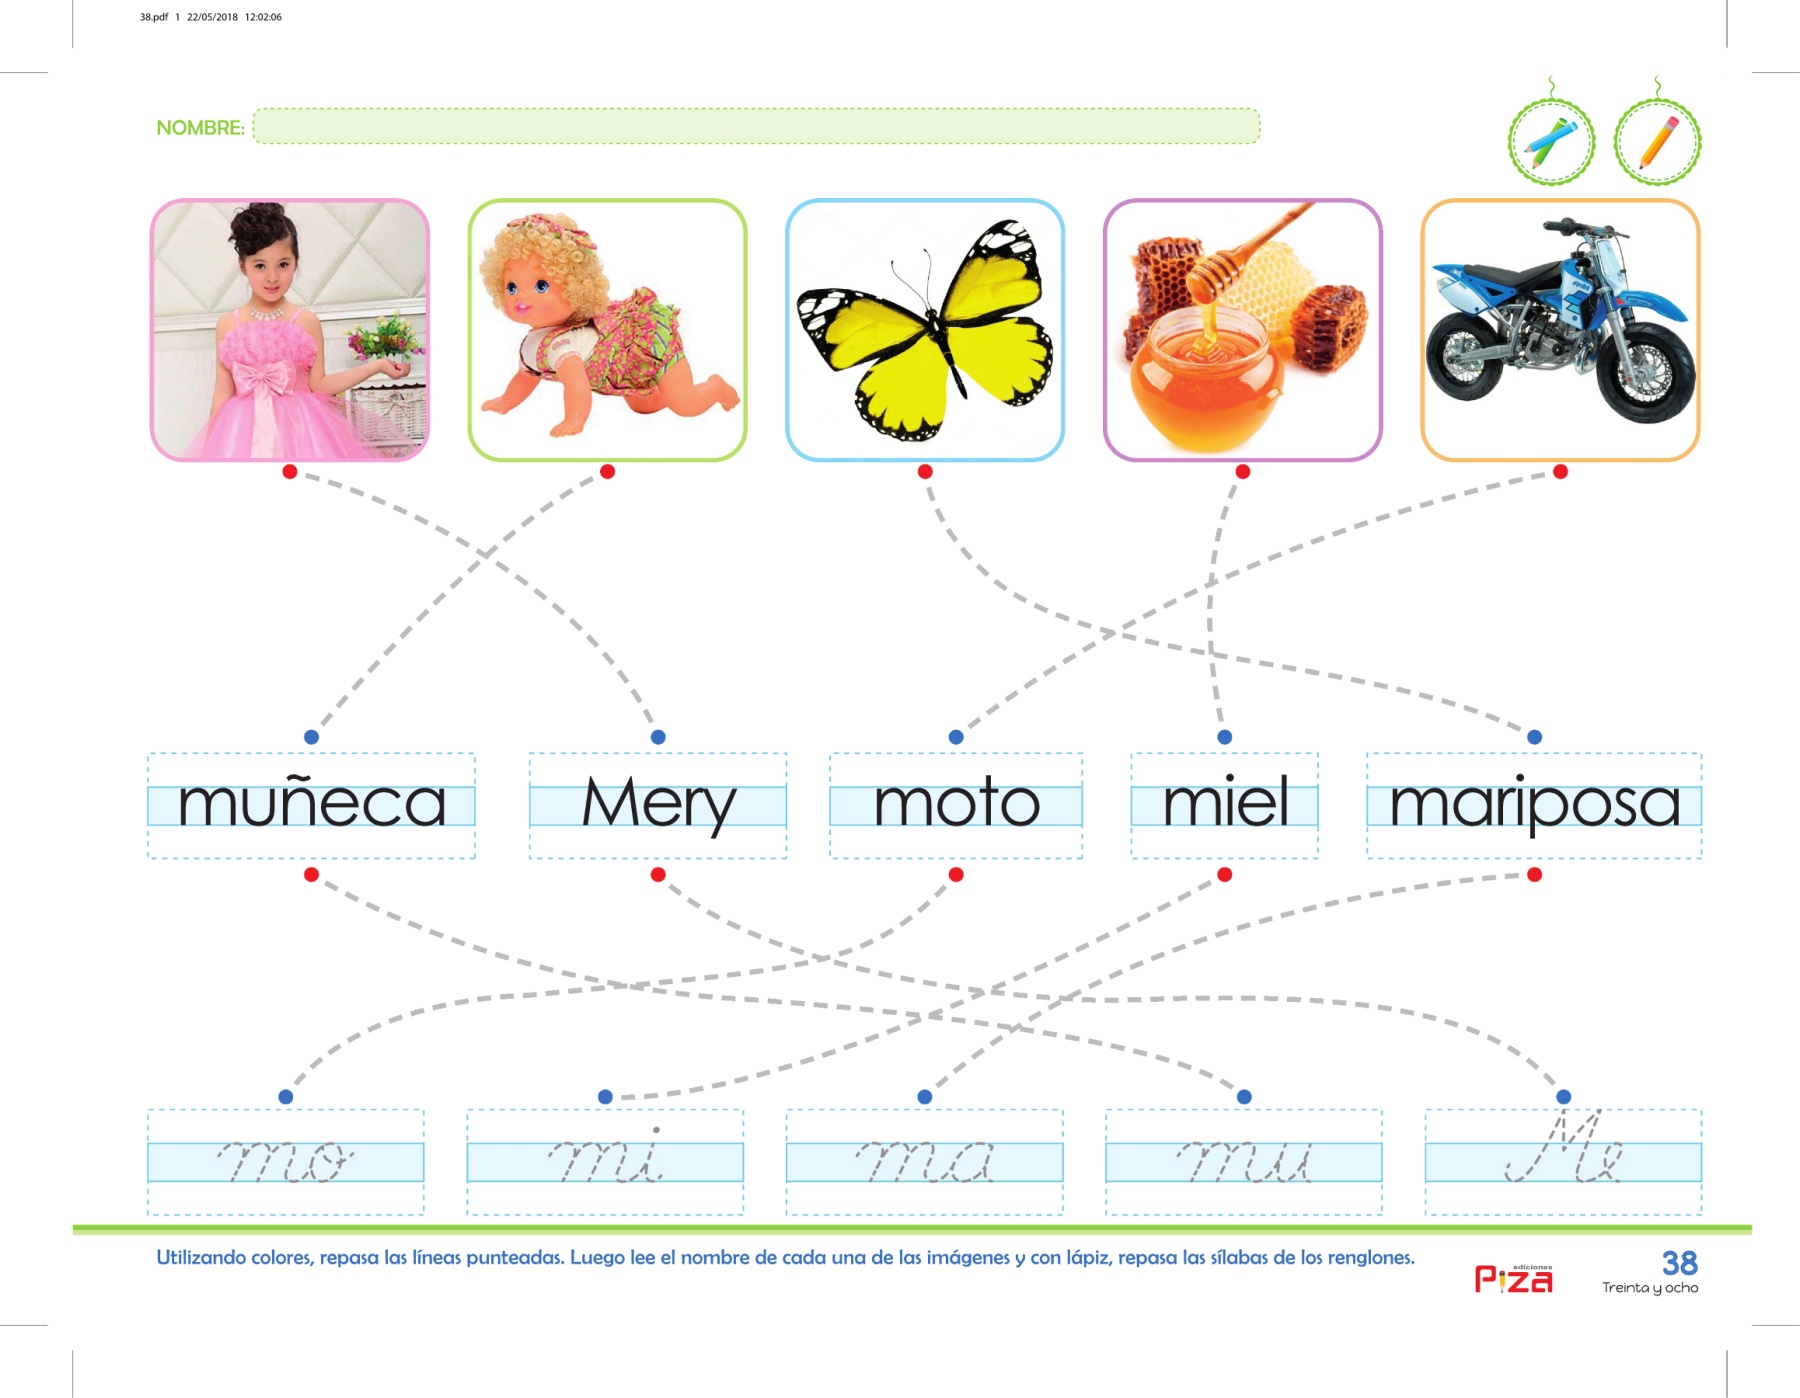 38.pdf 1 22/05/2018 12:02:06
NOMBRE:
muñeca Mery moto miel mariposa
mo mi ma mu Me
Utilizando colores, repasa las líneas punteadas. Luego lee el nombre de cada una de las imágenes y con lápiz, repasa las sílabas de los renglones.
ediciones
Piza
38
Treinta y ocho